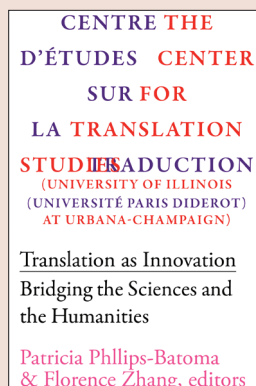 CENTRE THE
D'ÉTUDES CENTER
SUR FOR
LA TRANSLATION
STUDIES TRADUCTION
(UNIVERSITY OF ILLINOIS
(UNIVERSITÉ PARIS DIDEROT)
AT URBANA-CHAMPAIGN)
Translation as Innovation
Bridging the Sciences and
the Humanities
Patricia Phllips-Batoma
& Florence Zhang, editors